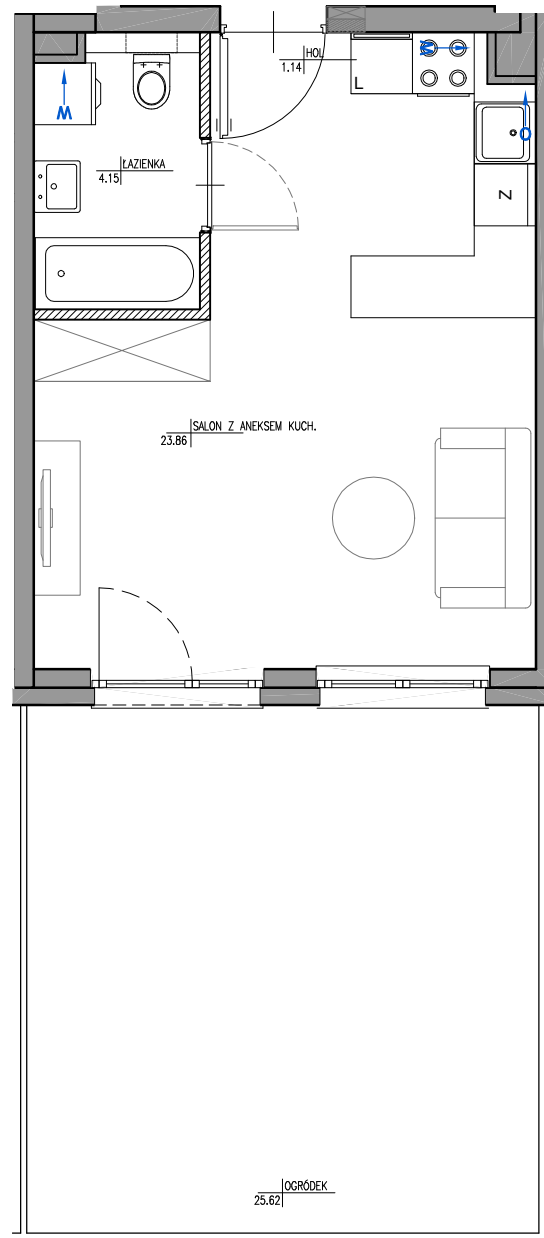 HOL
1.14
W
W
L
O
ŁAZIENKA
4.15
Z
SALON Z ANEKSEM KUCH.
23.86
OGRÓDEK
25.62